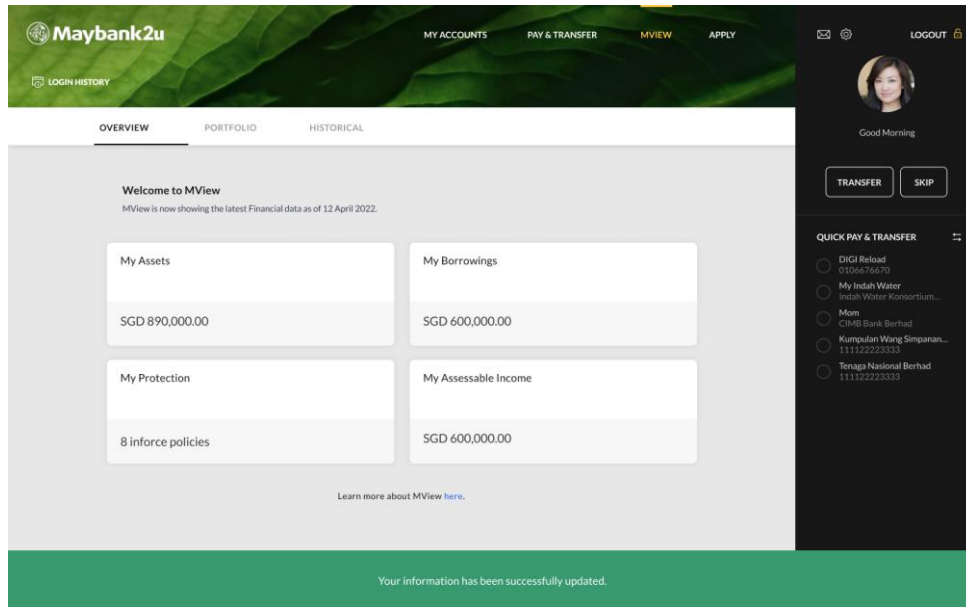 Maybank2u
MY ACCOUNTS
PAY & TRANSFER
MVIEW
APPLY
LOGOUT
LOGIN HISTORY
Good Morning
OVERVIEW
PORTFOLIO
HISTORICAL
TRANSFER
SKIP
Welcome to MView
MView is now showing the latest Financial data as of 12 April 2022.
My Assets
SGD 890,000.00
My Borrowings
SGD 600,000.00
My Protection
8 inforce policies
My Assessable Income
SGD 600,000.00
Learn more about MView here.
QUICK PAY & TRANSFER
DIGI Reload
0106676670
My Indah Water
Indah Water Konsortium...
Mom
CIMB Bank Berhad
Kumpulan Wang Simpanan...
111122223333
Tenaga Nasional Berhad
111122223333
Your information has been successfully updated.